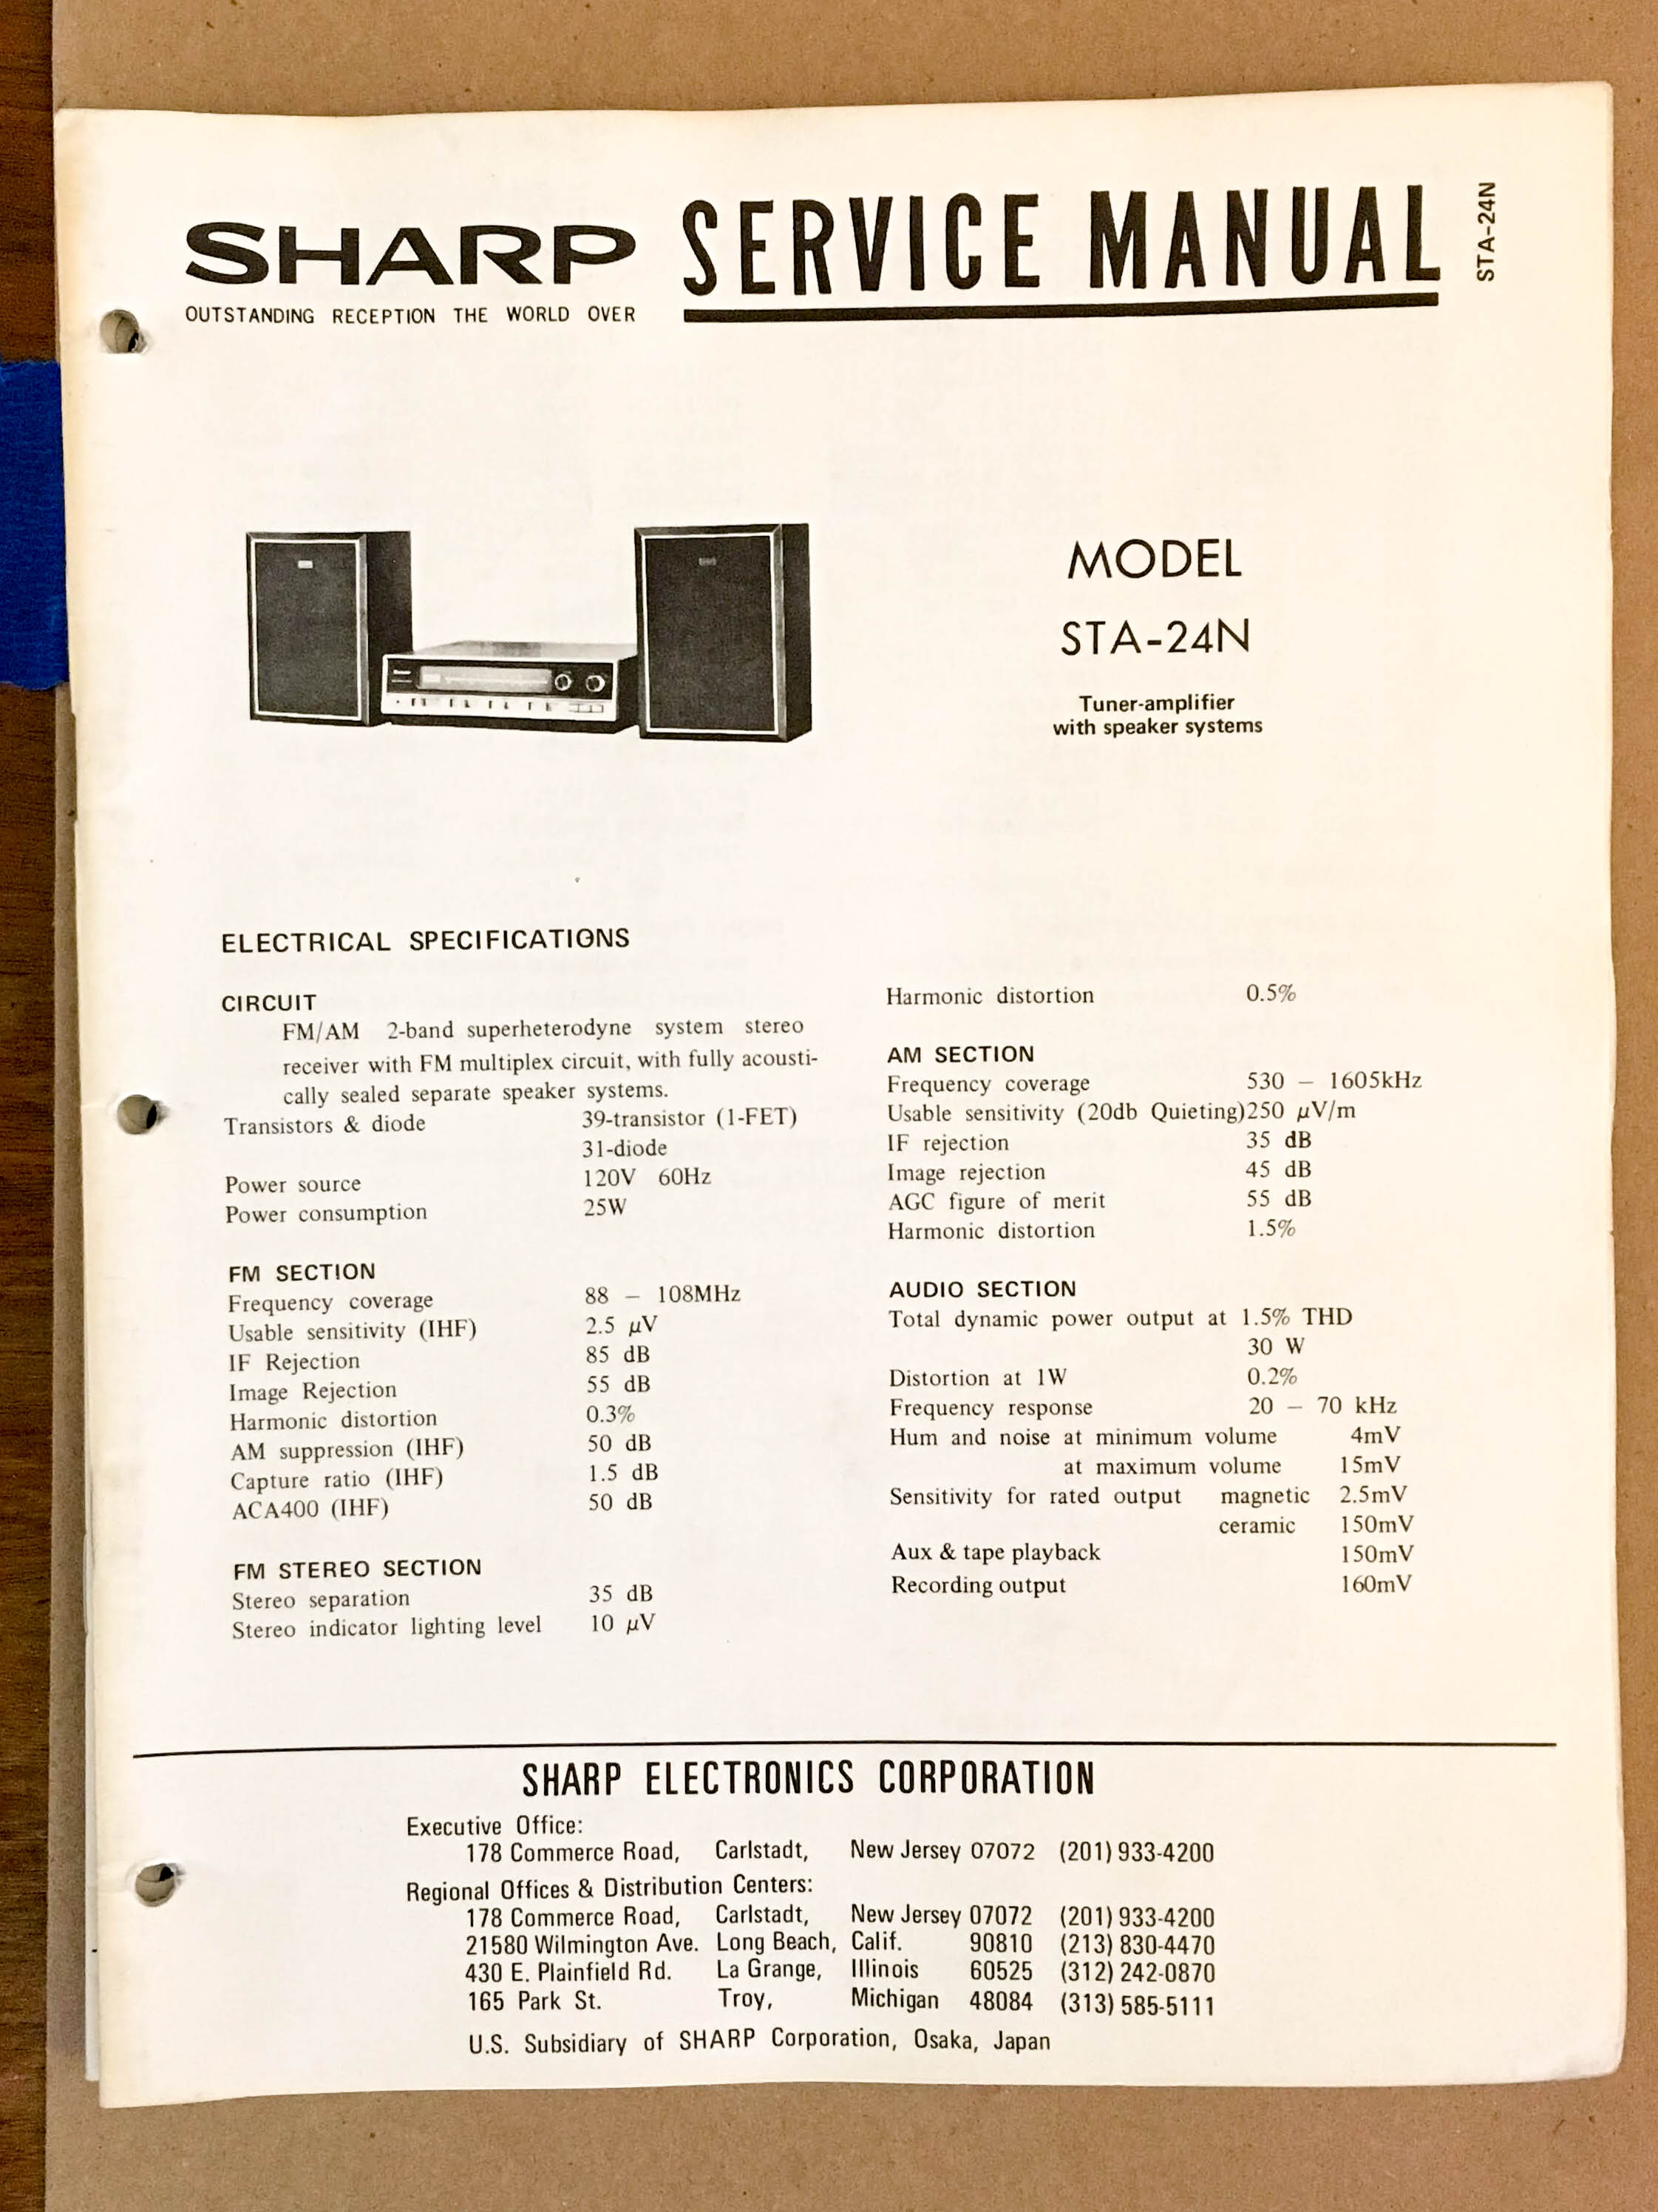 SHARP SERVICE MANUAL
STA-24N
OUTSTANDING RECEPTION THE WORLD OVER
MODEL
STA-24N
Tuner-amplifier
with speaker systems
ELECTRICAL SPECIFICATIONS
CIRCUIT
FM/AM 2-band superheterodyne system stereo
receiver with FM multiplex circuit, with fully acousti-
cally sealed separate speaker systems.
Transistors & diode 39-transistor (1-FET)
31-diode
Power source 120V 60Hz
Power consumption 25W
FM SECTION
Frequency coverage 88 – 108MHz
Usable sensitivity (IHF) 2.5 μV
IF Rejection 85 dB
Image Rejection 55 dB
Harmonic distortion 0.3%
AM suppression (IHF) 50 dB
Capture ratio (IHF) 1.5 dB
ACA400 (IHF) 50 dB
FM STEREO SECTION
Stereo separation 35 dB
Stereo indicator lighting level 10 μV
Harmonic distortion 0.5%
AM SECTION
Frequency coverage 530 – 1605kHz
Usable sensitivity (20db Quieting)250 μV/m
IF rejection 35 dB
Image rejection 45 dB
AGC figure of merit 55 dB
Harmonic distortion 1.5%
AUDIO SECTION
Total dynamic power output at 1.5% THD
30 W
Distortion at 1W 0.2%
Frequency response 20 – 70 kHz
Hum and noise at minimum volume 4mV
at maximum volume 15mV
Sensitivity for rated output magnetic 2.5mV
ceramic 150mV
Aux & tape playback 150mV
Recording output 160mV
SHARP ELECTRONICS CORPORATION
Executive Office:
178 Commerce Road, Carlstadt, New Jersey 07072 (201) 933-4200
Regional Offices & Distribution Centers:
178 Commerce Road, Carlstadt, New Jersey 07072 (201) 933-4200
21580 Wilmington Ave. Long Beach, Calif. 90810 (213) 830-4470
430 E. Plainfield Rd. La Grange, Illinois 60525 (312) 242-0870
165 Park St. Troy, Michigan 48084 (313) 585-5111
U.S. Subsidiary of SHARP Corporation, Osaka, Japan